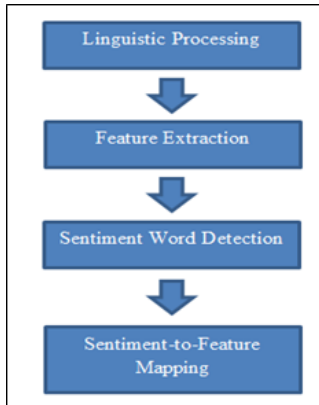 Linguistic Processing
Feature Extraction
Sentiment Word Detection
Sentiment-to-Feature
Mapping